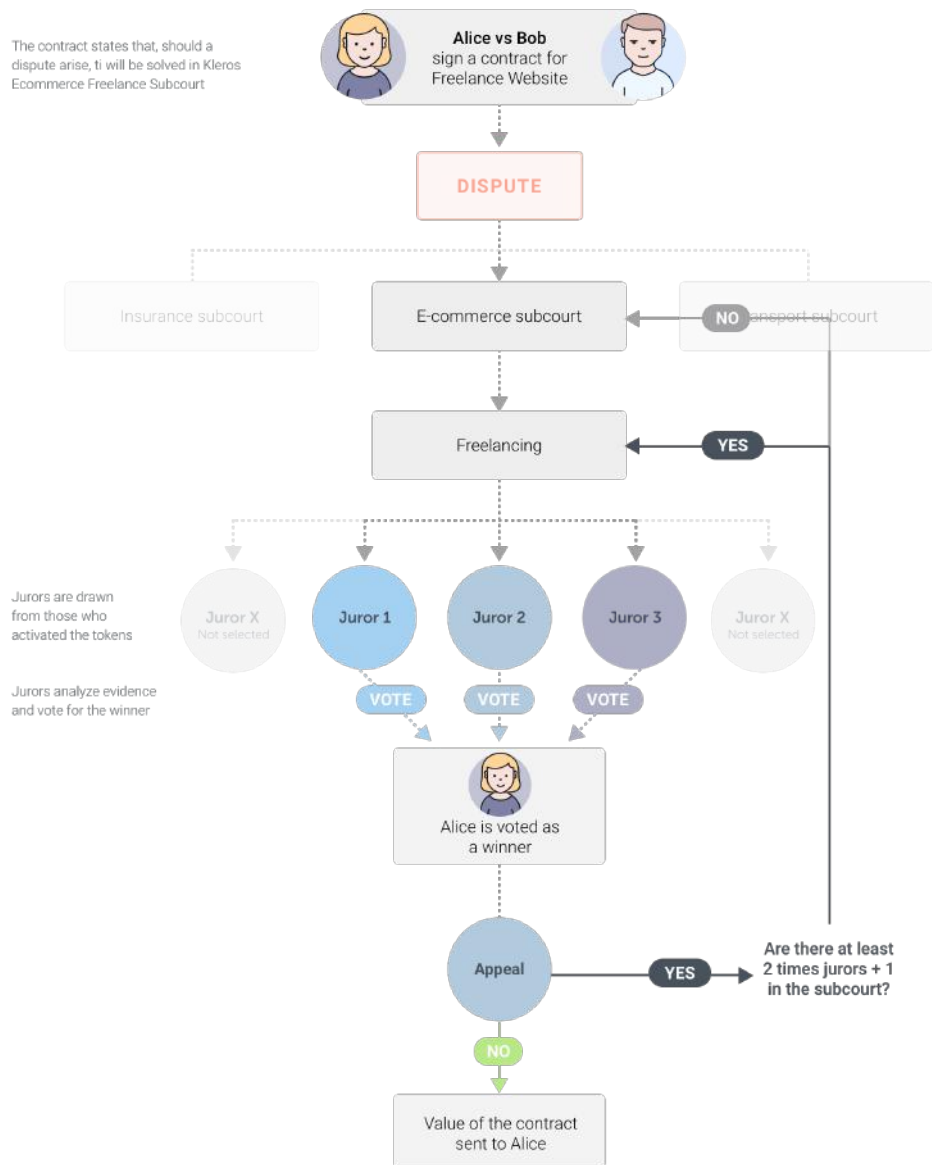 The contract states that, should a
dispute arise, ti will be solved in Kleros
Ecommerce Freelance Subcourt
Alice vs Bob
sign a contract for
Freelance Website
DISPUTE
Insurance subcourt
E-commerce subcourt
NO
subcourt
Freelancing
YES
Jurors are drawn
from those who
activated the tokens
Juror X
Not selected
Juror 1
Juror 2
Juror 3
Juror X
Not selected
Jurors analyze evidence
and vote for the winner
VOTE
VOTE
VOTE
Alice is voted as
a winner
Appeal
YES
Are there at least
2 times jurors + 1
in the subcourt?
NO
Value of the contract
sent to Alice